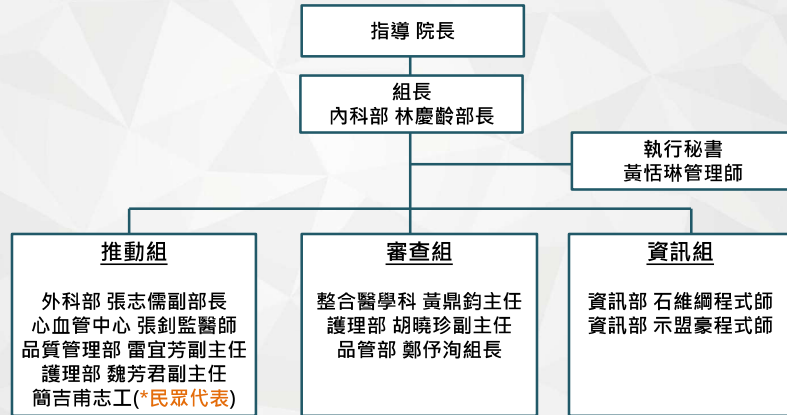 指導 院長
組長
內科部 林慶齡部長
執行秘書
黃恬琳管理師
推動組
外科部 張志儒副部長
心血管中心 張釗監醫師
品質管理部 雷宜芳副主任
護理部 魏芳君副主任
簡吉甫志工(*民眾代表)
審查組
整合醫學科 黃鼎鈞主任
護理部 胡曉珍副主任
品管部 鄭伃洵組長
資訊組
資訊部 石維綱程式師
資訊部 示盟豪程式師